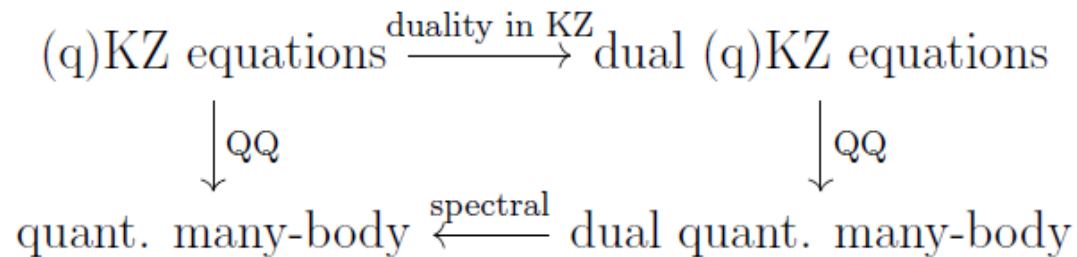 duality in KZ
(q)KZ equations dual (q)KZ equations
QQ QQ
spectral
quant. many-body dual quant. many-body